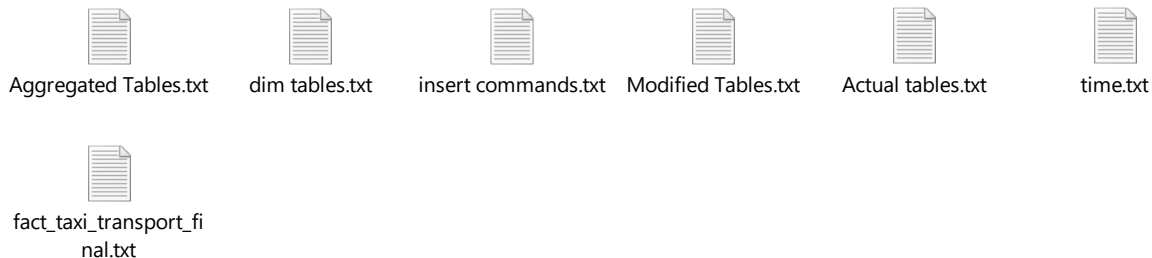 Aggregated Tables.txt
dim tables.txt
insert commands.txt
Modified Tables.txt
Actual tables.txt
time.txt
fact_taxi_transport_fi
nal.txt